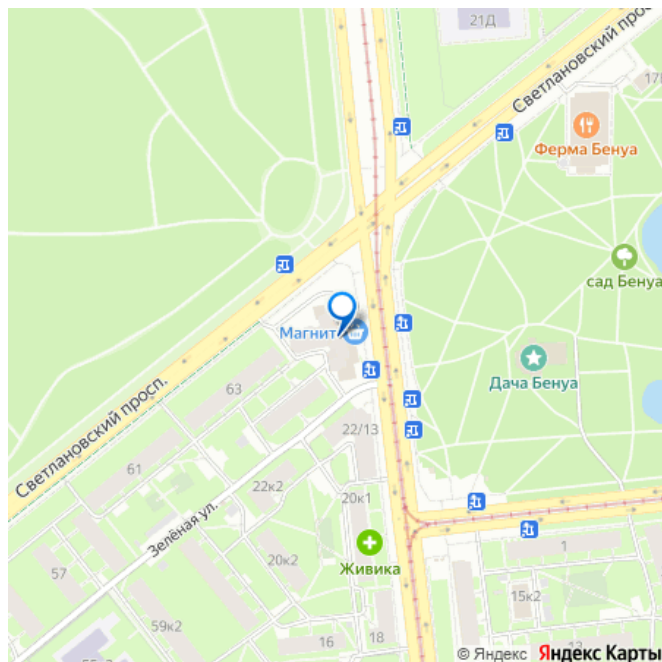 21Д
Светлановский просп.
Ферма Бенуа
сад Бенуа
Магнит
Дача Бенуа
63
Светлановский просп.
22/13
61
22к2
20к1
Зелёная ул.
Живика
1
20к2
57
15к2
59к2
16
18
© Яндекс Яндекс Карты